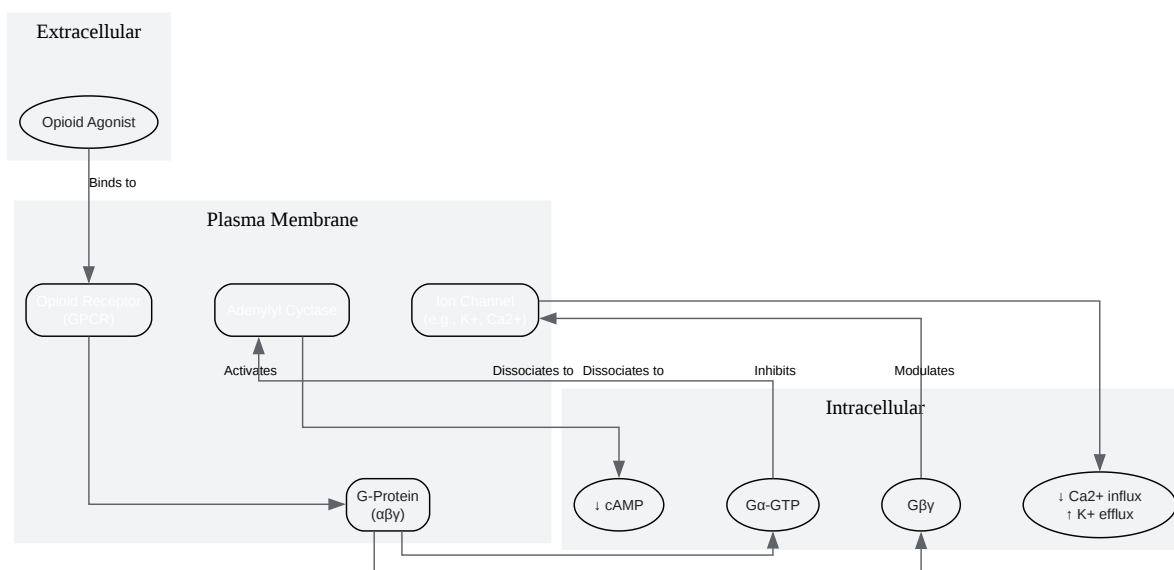 Extracellular
Opioid Agonist
Binds to
Plasma Membrane
Opioid Receptor
(GPCR)
Adenylyl Cyclase
Ion Channel
(e.g., K+, Ca2+)
Activates
Dissociates to
Dissociates to
Inhibits
Modulates
Intracellular
G-Protein
(αβγ)
↓ cAMP
Gα-GTP
Gβγ
↓ Ca2+ influx
↑ K+ efflux